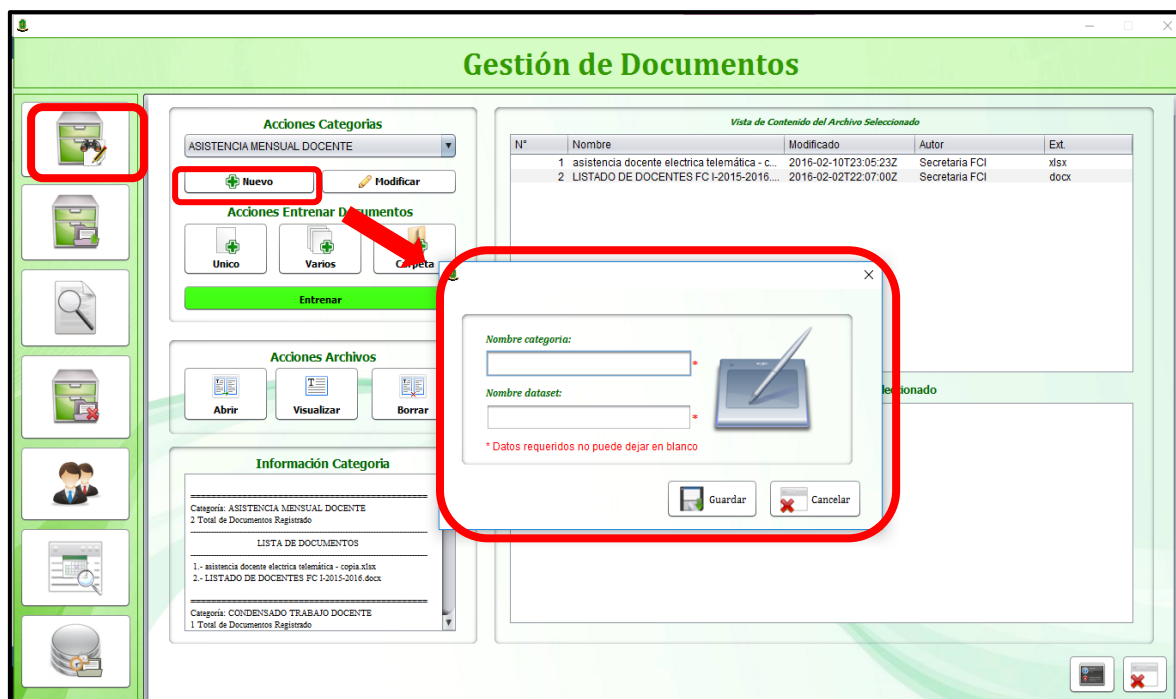 Gestión de Documentos
Acciones Categorias
ASISTENCIA MENSUAL DOCENTE
Nuevo
Modificar
Acciones Entrenar Documentos
Unico
Varios
Carpeta
Entrenar
Acciones Archivos
Abrir
Visualizar
Borrar
Información Categoria
Categoría: ASISTENCIA MENSUAL DOCENTE
2 Total de Documentos Registrado
LISTA DE DOCUMENTOS
1.- asistencia docente electrica telemática - copia.xlsx
2.- LISTADO DE DOCENTES FC I-2015-2016.docx
Categoría: CONDENSADO TRABAJO DOCENTE
1 Total de Documentos Registrado
Vista de Contenido del Archivo Seleccionado
N° Nombre Modificado Autor Ext.
1 asistencia docente electrica telemática - c... 2016-02-10T23:05:23Z Secretaria FCI xlsx
2 LISTADO DE DOCENTES FC I-2015-2016.... 2016-02-02T22:07:00Z Secretaria FCI docx
Nombre categoria:
*
Nombre dataset:
*
* Datos requeridos no puede dejar en blanco
Guardar
Cancelar